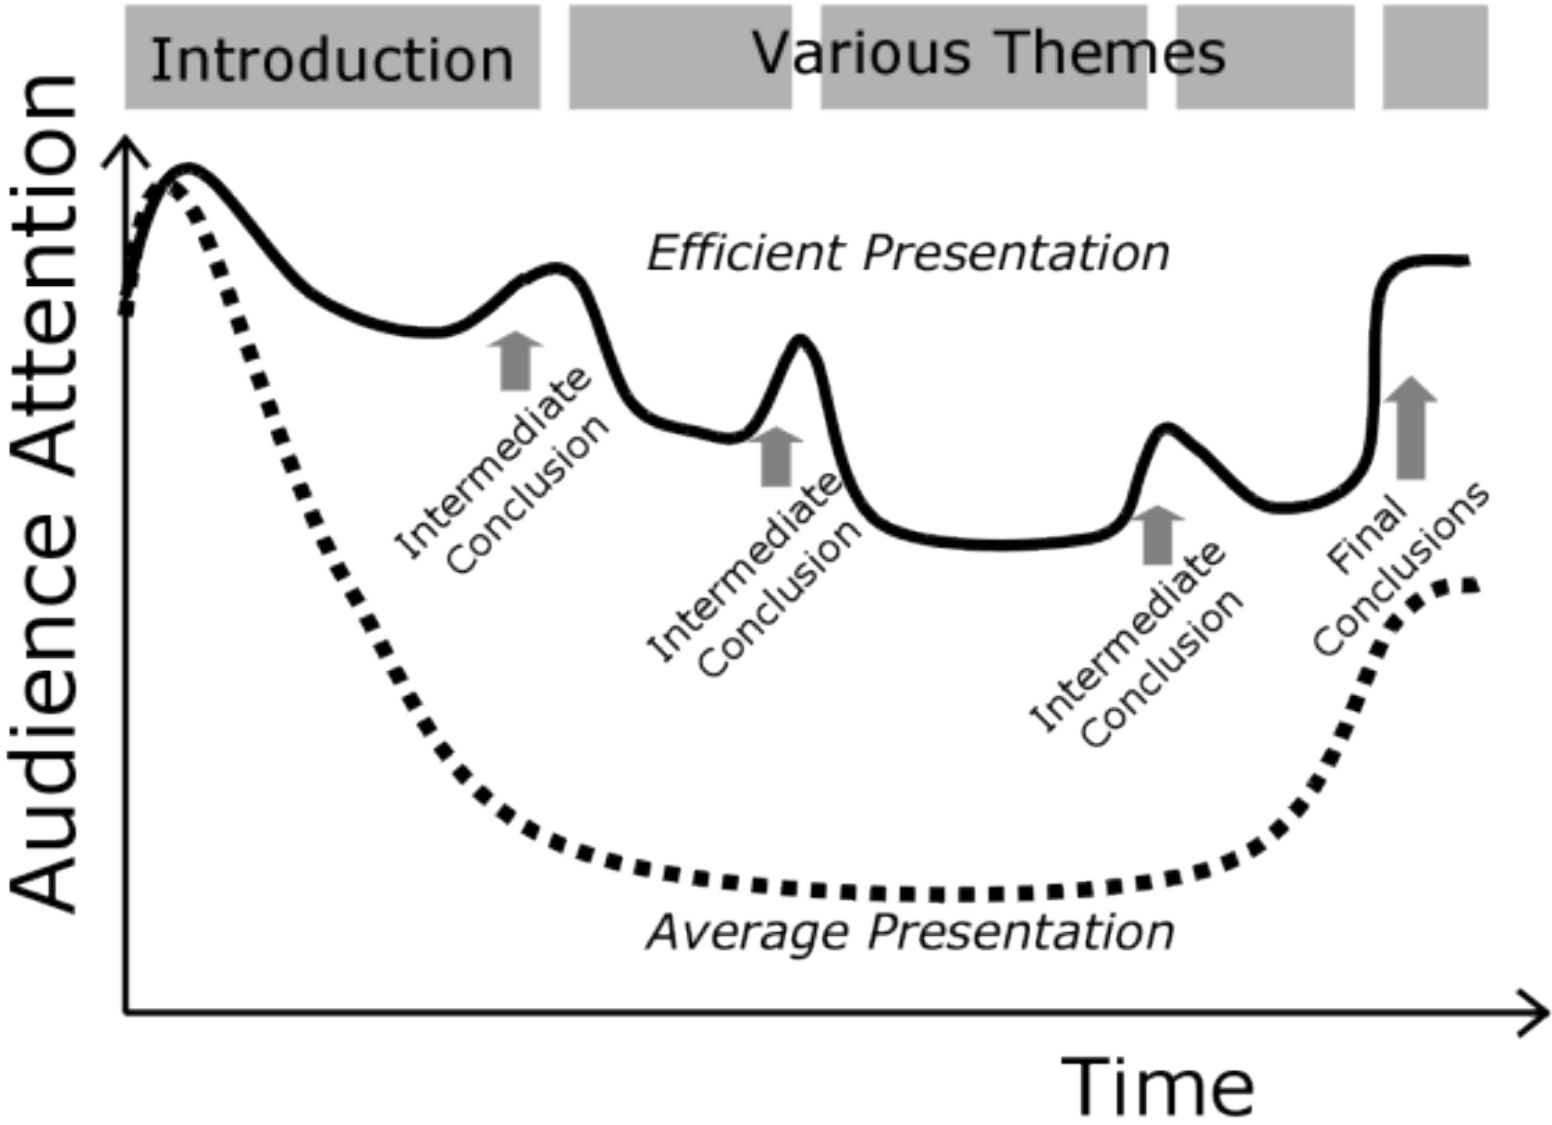 Introduction
Various Themes
Audience Attention
Efficient Presentation
Intermediate
Conclusion
Intermediate
Conclusion
Intermediate
Conclusion
Final
Conclusions
Average Presentation
Time